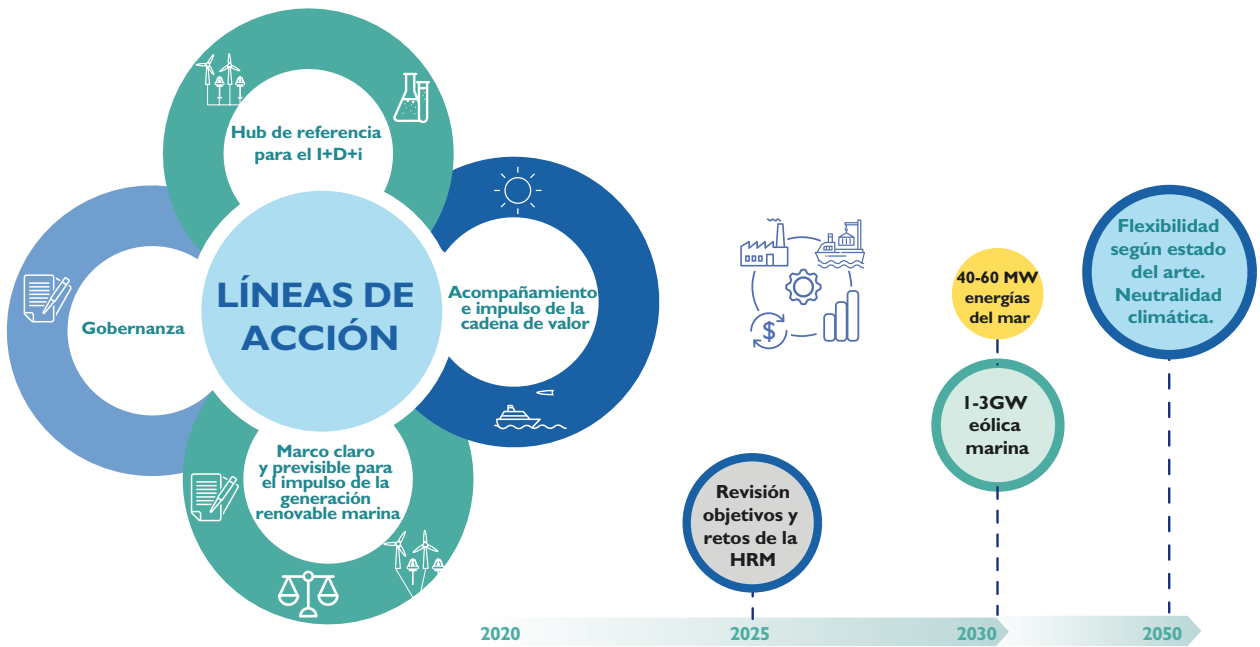 Hub de referencia
para el I+D+i
LÍNEAS DE
ACCIÓN
Gobernanza
Acompañamiento
e impulso de la
cadena de valor
Marco claro
y previsible para
el impulso de la
generación
renovable marina
$
Revisión
objetivos y
retos de la
HRM
40-60 MW
energías
del mar
1-3GW
eólica
marina
Flexibilidad
según estado
del arte.
Neutralidad
climática.
2020
2025
2030
2050